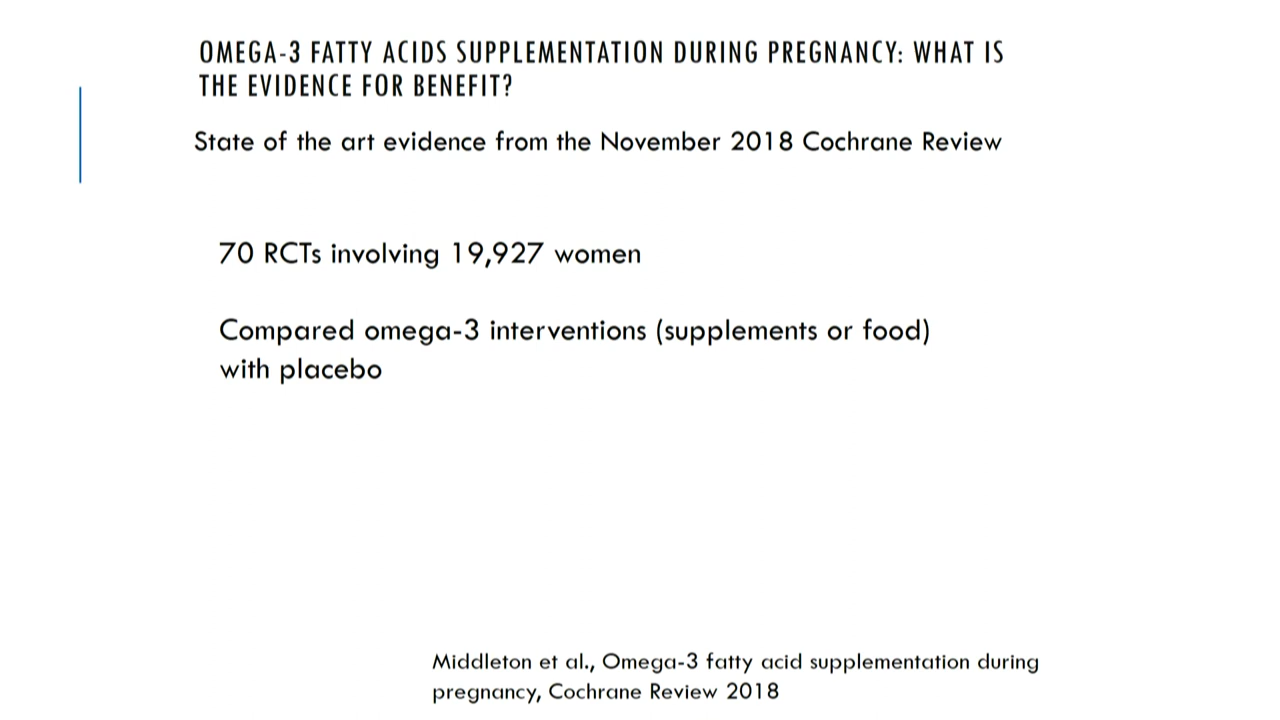 OMEGA-3 FATTY ACIDS SUPPLEMENTATION DURING PREGNANCY: WHAT IS
THE EVIDENCE FOR BENEFIT?
State of the art evidence from the November 2018 Cochrane Review
70 RCTs involving 19,927 women
Compared omega-3 interventions (supplements or food)
with placebo
Middleton et al., Omega-3 fatty acid supplementation during
pregnancy, Cochrane Review 2018